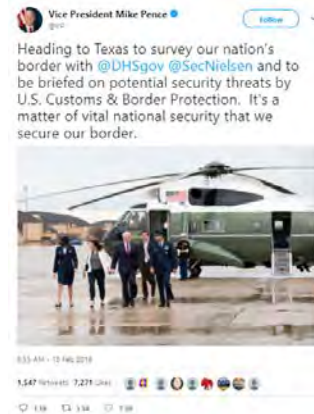 Vice President Mike Pence
@VP
Follow
Heading to Texas to survey our nation's
border with @DHSgov @SecNielsen and to
be briefed on potential security threats by
U.S. Customs & Border Protection. It's a
matter of vital national security that we
secure our border.
1,547 Retweets 7,271 Likes